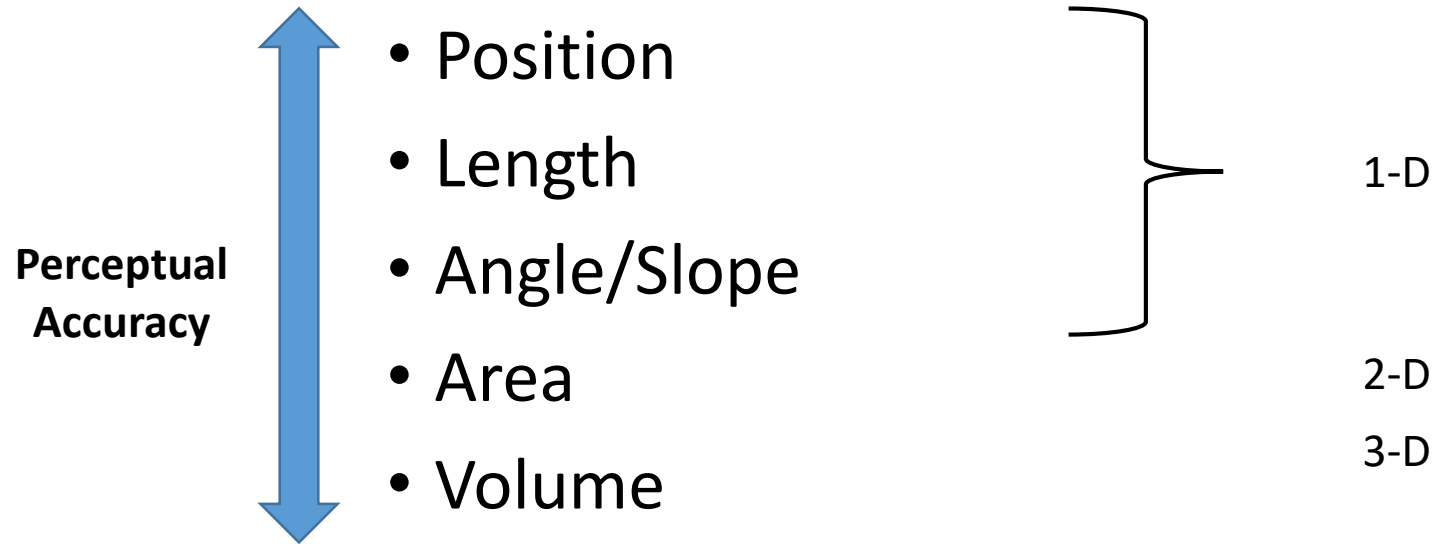 • Position
• Length
1-D
Perceptual
Accuracy
• Angle/Slope
• Area
2-D
• Volume
3-D